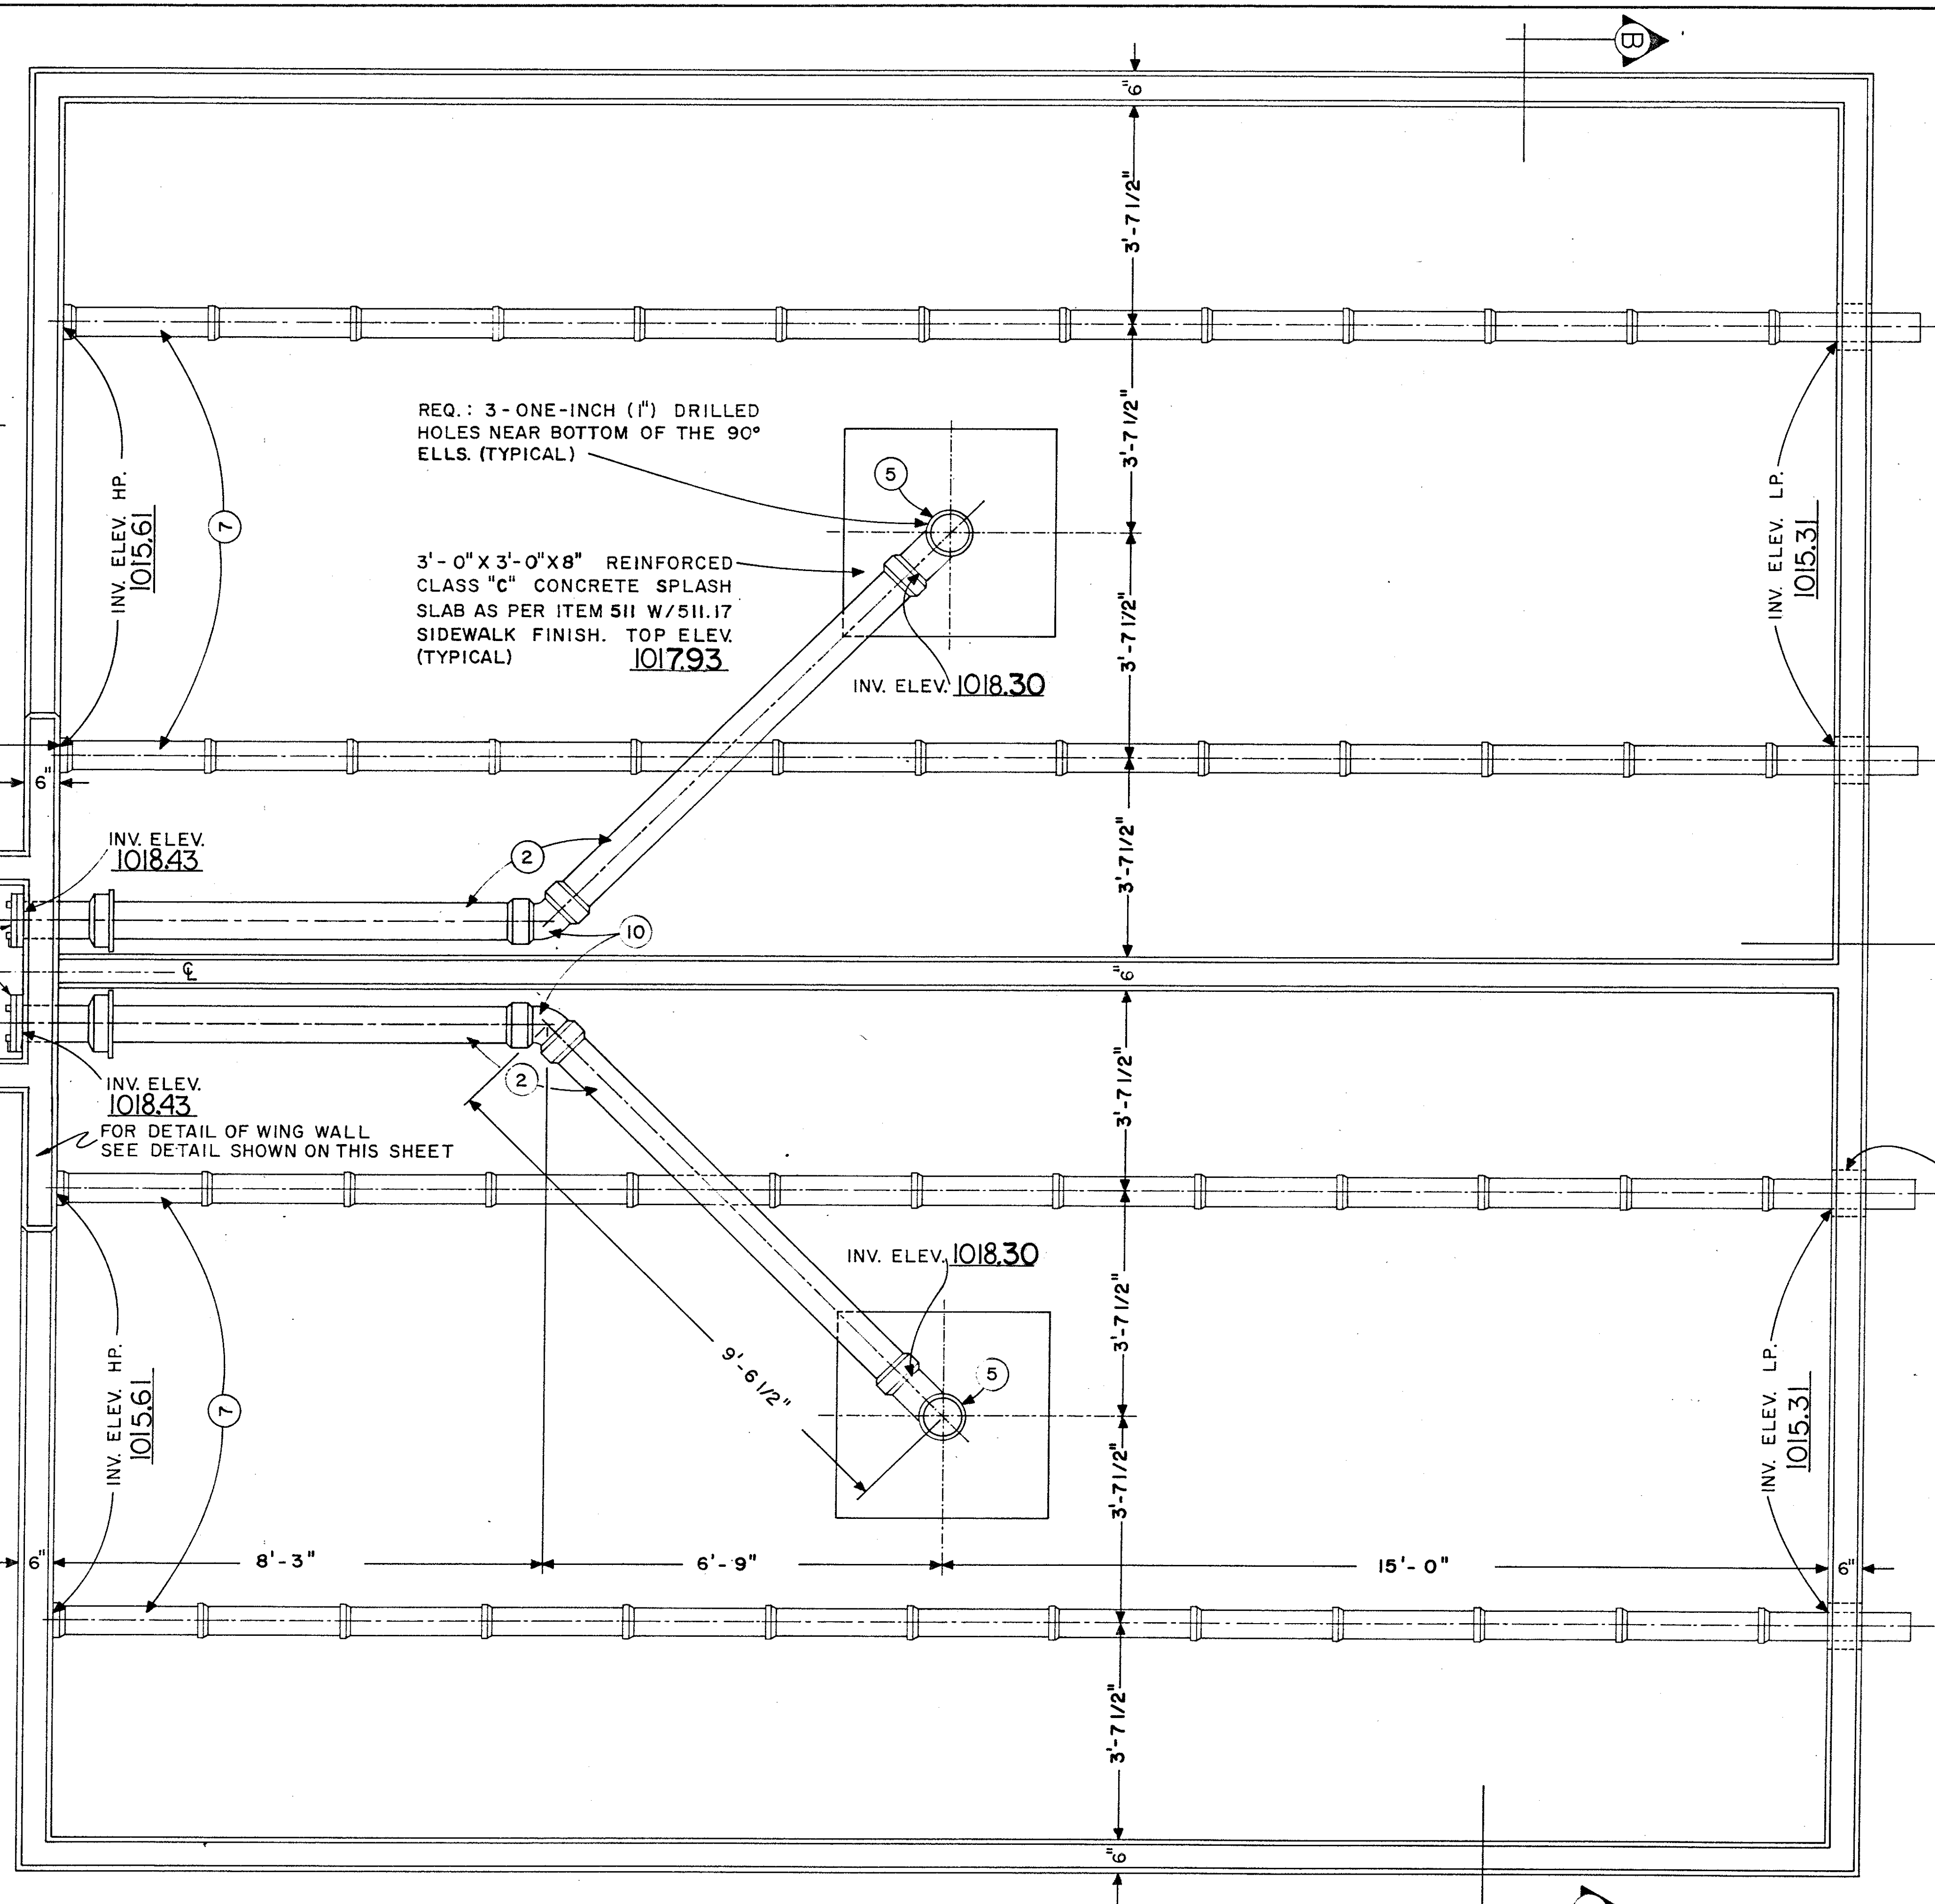 B
6"
3'-7 1/2"
3'-7 1/2"
REQ.: 3-ONE-INCH (1") DRILLED
HOLES NEAR BOTTOM OF THE 90°
ELLS. (TYPICAL)
5
INV. ELEV. HP.
1015.61
7
INV. ELEV. LP.
1015.31
3'-0"X3'-0"X8" REINFORCED
CLASS "C" CONCRETE SPLASH
SLAB AS PER ITEM 511 W/511.17
SIDEWALK FINISH. TOP ELEV.
(TYPICAL) 1017.93
3'-7 1/2"
INV. ELEV. 1018.30
6"
3'-7 1/2"
INV. ELEV.
1018.43
2
10
℄
6"
INV. ELEV.
1018.43
2
3'-7 1/2"
FOR DETAIL OF WING WALL
SEE DETAIL SHOWN ON THIS SHEET
INV. ELEV. 1018.30
3'-7 1/2"
9'-6 1/2"
5
INV. ELEV. HP.
1015.61
7
INV. ELEV. LP.
1015.31
3'-7 1/2"
6"
8'-3"
6'-9"
15'-0"
6"
3'-7 1/2"
6"